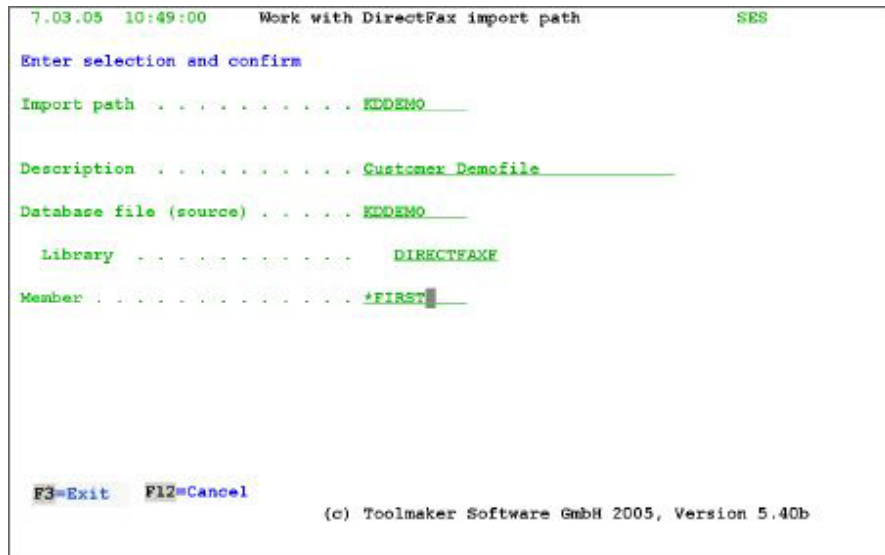 7.03.05 10:49:00 Work with DirectFax import path SES
Enter selection and confirm
Import path . . . . . . . . . . KDDEMO
Description . . . . . . . . . . Customer Demofile
Database file (source) . . . . . KDDEMO
Library . . . . . . . . . . . DIRECTFAXF
Member . . . . . . . . . . . . . *FIRST
F3=Exit F12=Cancel
(c) Toolmaker Software GmbH 2005, Version 5.40b